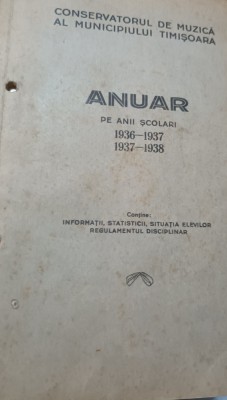 CONSERVATORUL DE MUZICĂ
AL MUNICIPIULUI TIMIȘOARA
ANUAR
PE ANII ȘCOLARI
1936—1937
1937—1938
Conține:
INFORMAȚII, STATISTICII, SITUAȚIA ELEVILOR
REGULAMENTUL DISCIPLINAR